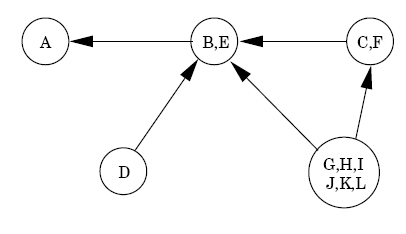 A
B,E
C,F
D
G,H,I
J,K,L